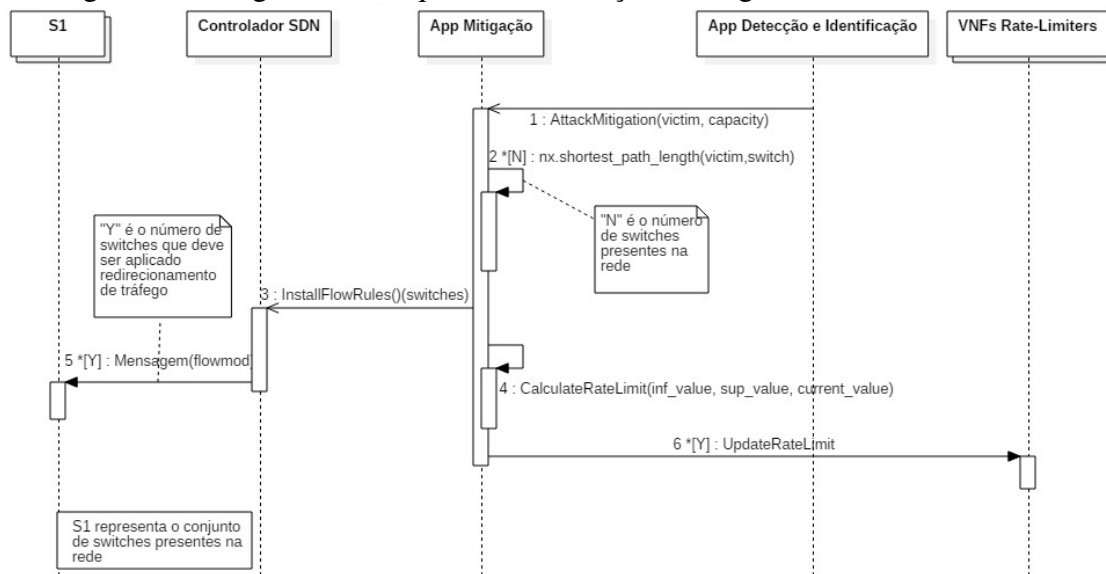 S1
Controlador SDN
App Mitigação
App Detecção e Identificação
VNFs Rate-Limiters
1 : AttackMitigation(victim, capacity)
2 *[N] : nx.shortest_path_length(victim,switch)
"Y" é o número de
switches que deve
ser aplicado
redirecionamento
de tráfego
"N" é o número
de switches
presentes na
rede
3 : InstallFlowRules()(switches)
5 *[Y] : Mensagem(flowmod)
4 : CalculateRateLimit(inf_value, sup_value, current_value)
6 *[Y] : UpdateRateLimit
S1 representa o conjunto
de switches presentes na
rede